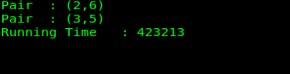 Pair  : (2,6)
Pair  : (3,5)
Running Time   : 423213